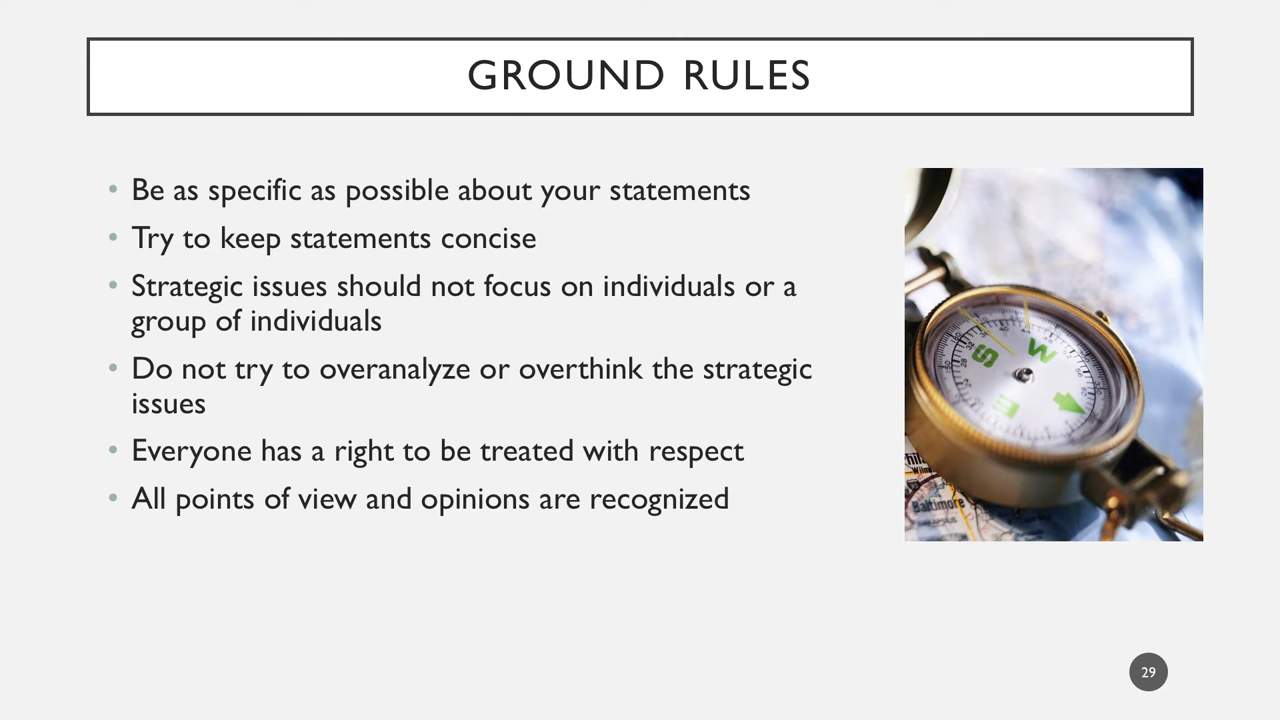 GROUND RULES
• Be as specific as possible about your statements
• Try to keep statements concise
• Strategic issues should not focus on individuals or a
group of individuals
• Do not try to overanalyze or overthink the strategic
issues
• Everyone has a right to be treated with respect
• All points of view and opinions are recognized
S
W
E
Baltimore
29